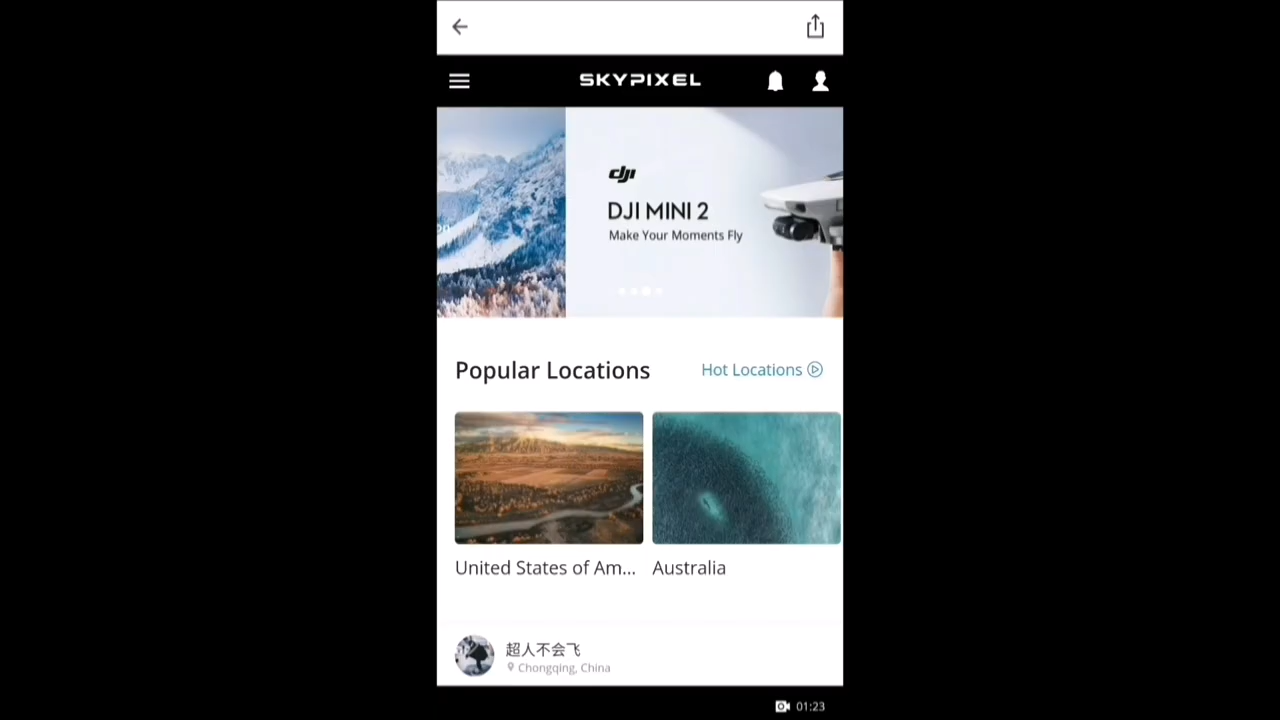 SKYPIXEL
dji
DJI MINI 2
Make Your Moments Fly
Popular Locations
Hot Locations
United States of Am...
Australia
超人不会飞
Chongqing, China
01:23